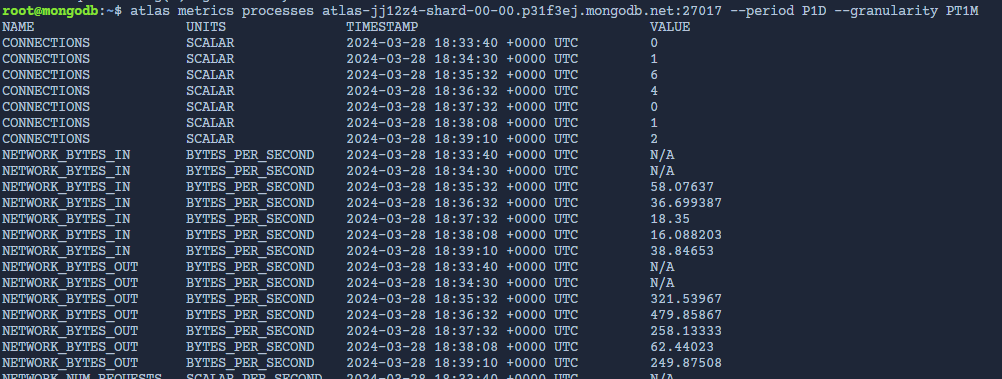 root@mongodb:~$ atlas metrics processes atlas-jj12z4-shard-00-00.p31f3ej.mongodb.net:27017 --period P1D --granularity PT1M
NAME UNITS TIMESTAMP VALUE
CONNECTIONS SCALAR 2024-03-28 18:33:40 +0000 UTC 0
CONNECTIONS SCALAR 2024-03-28 18:34:30 +0000 UTC 1
CONNECTIONS SCALAR 2024-03-28 18:35:32 +0000 UTC 6
CONNECTIONS SCALAR 2024-03-28 18:36:32 +0000 UTC 4
CONNECTIONS SCALAR 2024-03-28 18:37:32 +0000 UTC 0
CONNECTIONS SCALAR 2024-03-28 18:38:08 +0000 UTC 1
CONNECTIONS SCALAR 2024-03-28 18:39:10 +0000 UTC 2
NETWORK_BYTES_IN BYTES_PER_SECOND 2024-03-28 18:33:40 +0000 UTC N/A
NETWORK_BYTES_IN BYTES_PER_SECOND 2024-03-28 18:34:30 +0000 UTC N/A
NETWORK_BYTES_IN BYTES_PER_SECOND 2024-03-28 18:35:32 +0000 UTC 58.07637
NETWORK_BYTES_IN BYTES_PER_SECOND 2024-03-28 18:36:32 +0000 UTC 36.699387
NETWORK_BYTES_IN BYTES_PER_SECOND 2024-03-28 18:37:32 +0000 UTC 18.35
NETWORK_BYTES_IN BYTES_PER_SECOND 2024-03-28 18:38:08 +0000 UTC 16.088203
NETWORK_BYTES_IN BYTES_PER_SECOND 2024-03-28 18:39:10 +0000 UTC 38.84653
NETWORK_BYTES_OUT BYTES_PER_SECOND 2024-03-28 18:33:40 +0000 UTC N/A
NETWORK_BYTES_OUT BYTES_PER_SECOND 2024-03-28 18:34:30 +0000 UTC N/A
NETWORK_BYTES_OUT BYTES_PER_SECOND 2024-03-28 18:35:32 +0000 UTC 321.53967
NETWORK_BYTES_OUT BYTES_PER_SECOND 2024-03-28 18:36:32 +0000 UTC 479.85867
NETWORK_BYTES_OUT BYTES_PER_SECOND 2024-03-28 18:37:32 +0000 UTC 258.13333
NETWORK_BYTES_OUT BYTES_PER_SECOND 2024-03-28 18:38:08 +0000 UTC 62.44023
NETWORK_BYTES_OUT BYTES_PER_SECOND 2024-03-28 18:39:10 +0000 UTC 249.87508
NETWORK_NUM_REQUESTS SCALAR_PER_SECOND 2024-03-28 18:33:40 +0000 UTC N/A